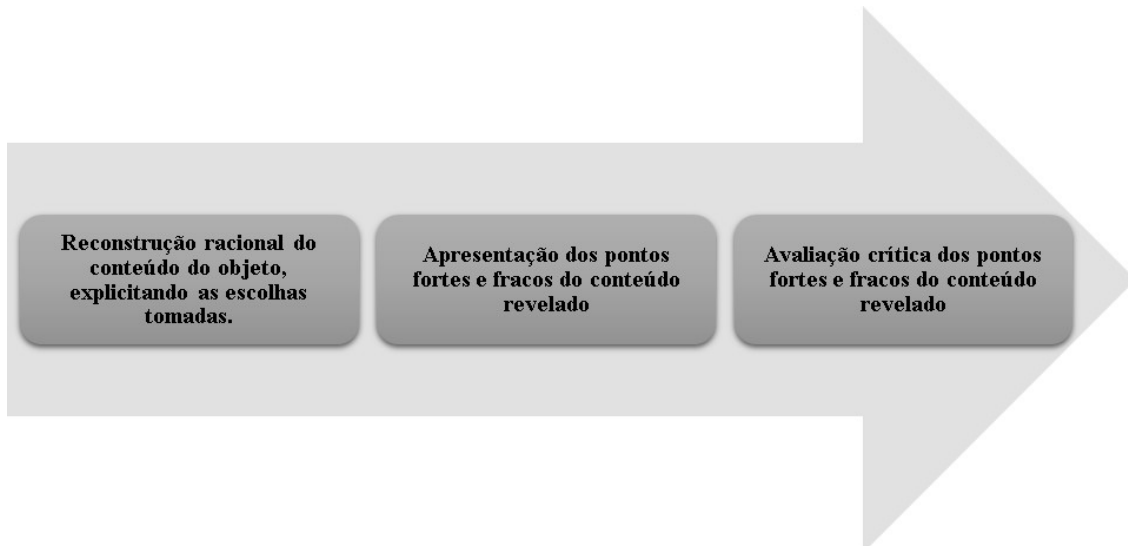 Reconstrução racional do
conteúdo do objeto,
explicitando as escolhas
tomadas.
Apresentação dos pontos
fortes e fracos do conteúdo
revelado
Avaliação crítica dos pontos
fortes e fracos do conteúdo
revelado